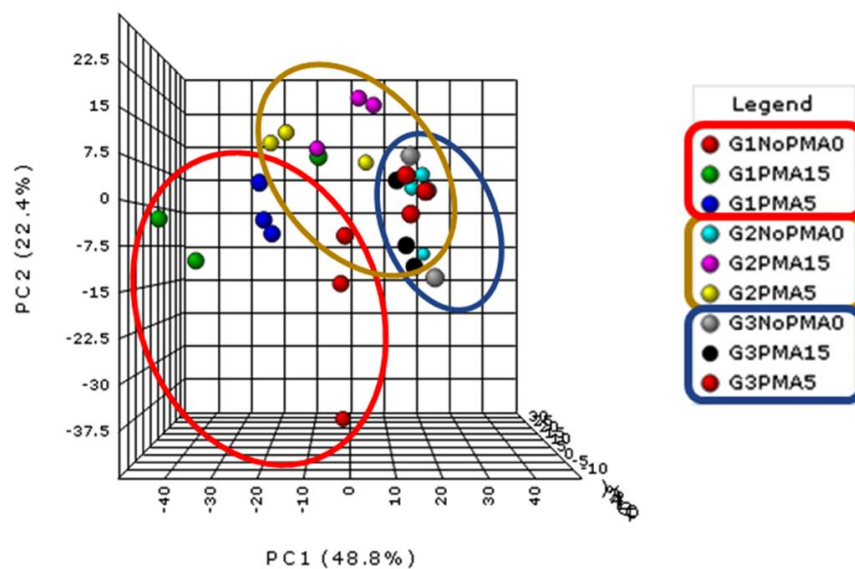 22.5
15
7.5
0
-7.5
-15
-22.5
-30
-37.5
PC2 (22.4%)
-40
-30
-20
-10
0
10
20
30
40
PC1 (48.8%)
-10
Legend
G1NoPMA0
G1PMA15
G1PMA5
G2NoPMA0
G2PMA15
G2PMA5
G3NoPMA0
G3PMA15
G3PMA5